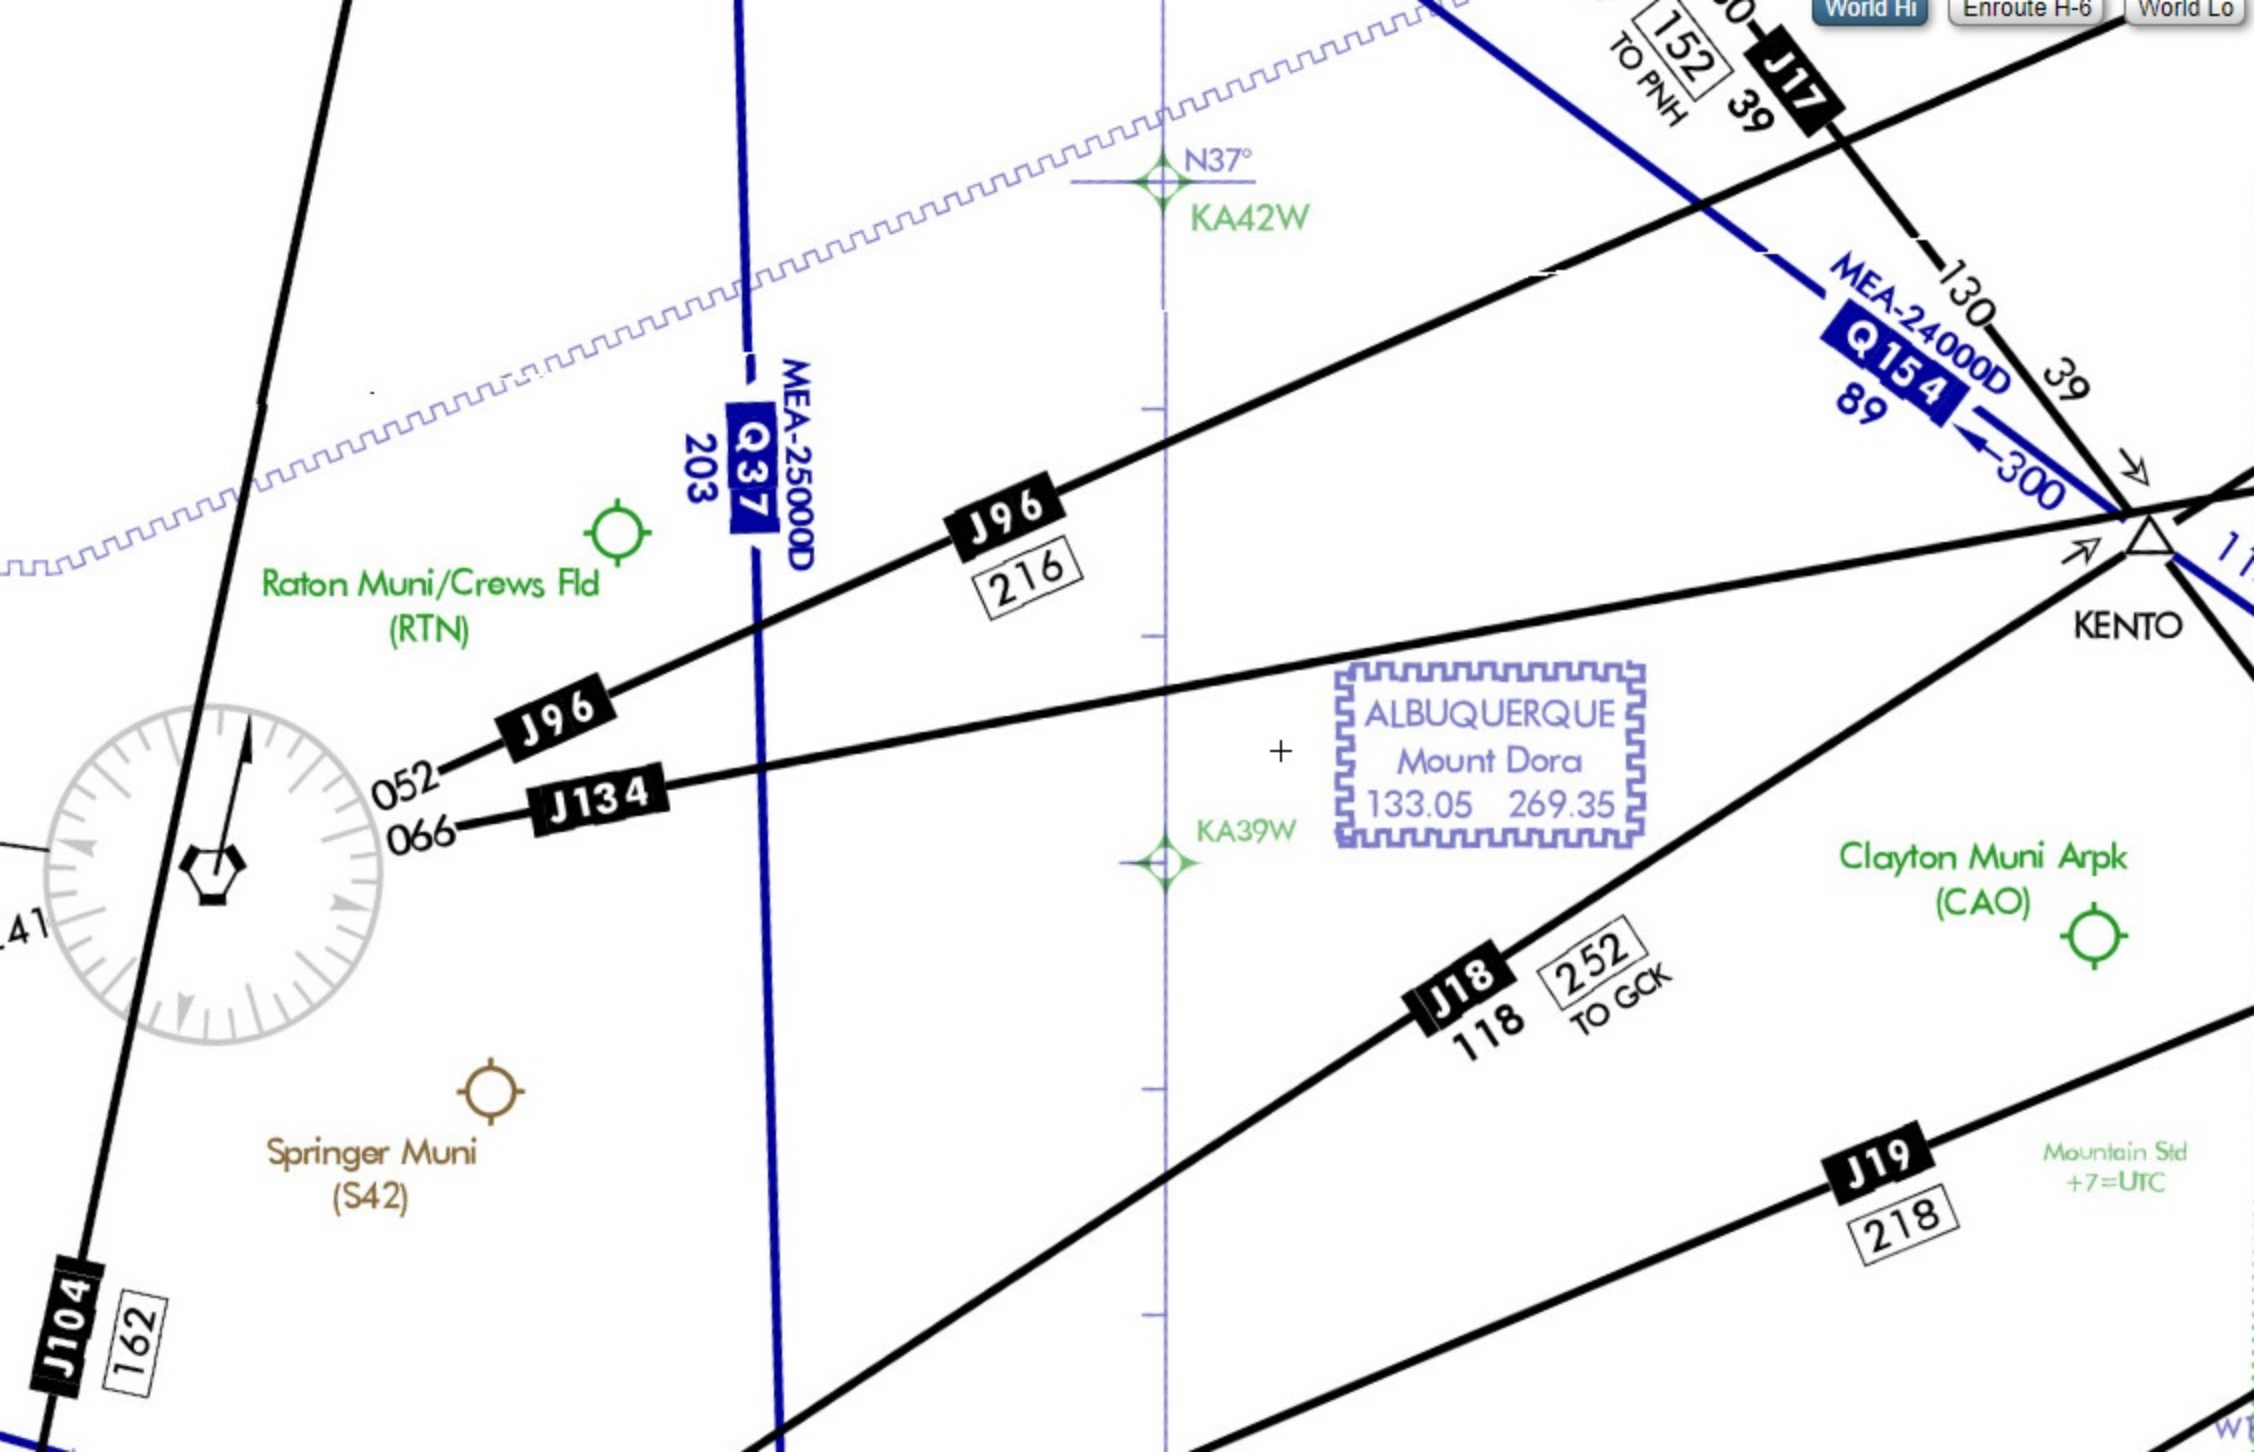 World Hi
Enroute H-6
World Lo
152
TO PNH
39
J17
N37°
KA42W
130
39
MEA-24000D
Q154
89
300
MEA-25000D
Q37
203
J96
216
Raton Muni/Crews Fld
(RTN)
KENTO
J96
052
J134
066
ALBUQUERQUE
Mount Dora
133.05 269.35
KA39W
Clayton Muni Arpk
(CAO)
41
J18
118
252
TO GCK
Springer Muni
(S42)
J19
218
Mountain Std
+7=UTC
J104
162